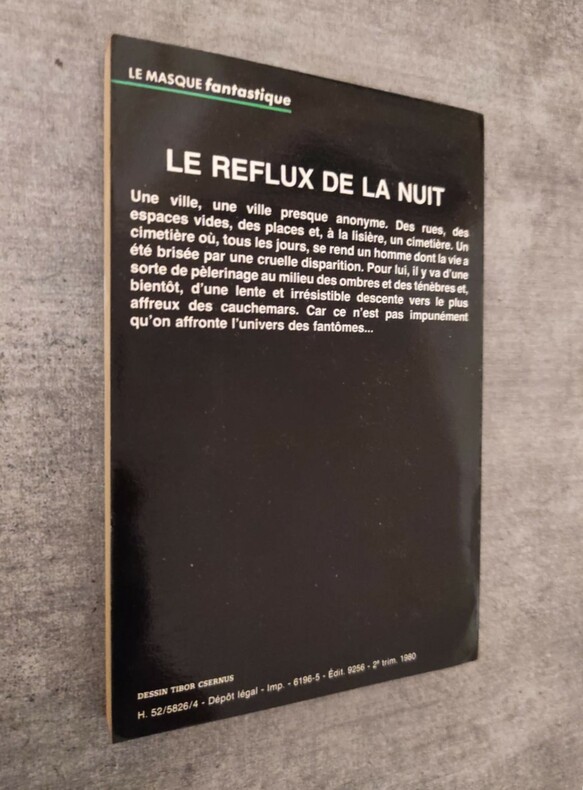 LE MASQUE fantastique
LE REFLUX DE LA NUIT
Une ville, une ville presque anonyme. Des rues, des
espaces vides, des places et, à la lisière, un cimetière. Un
cimetière où, tous les jours, se rend un homme dont la vie a
été brisée par une cruelle disparition. Pour lui, il y va d'une
sorte de pèlerinage au milieu des ombres et des ténèbres et,
bientôt, d'une lente et irrésistible descente vers le plus
affreux des cauchemars. Car ce n'est pas impunément
qu'on affronte l'univers des fantômes...
DESSIN TIBOR CSERNUS
H. 52/5826/4 - Dépôt légal - Imp. - 6196-5 - Édit. 9256 - 2e trim. 1980